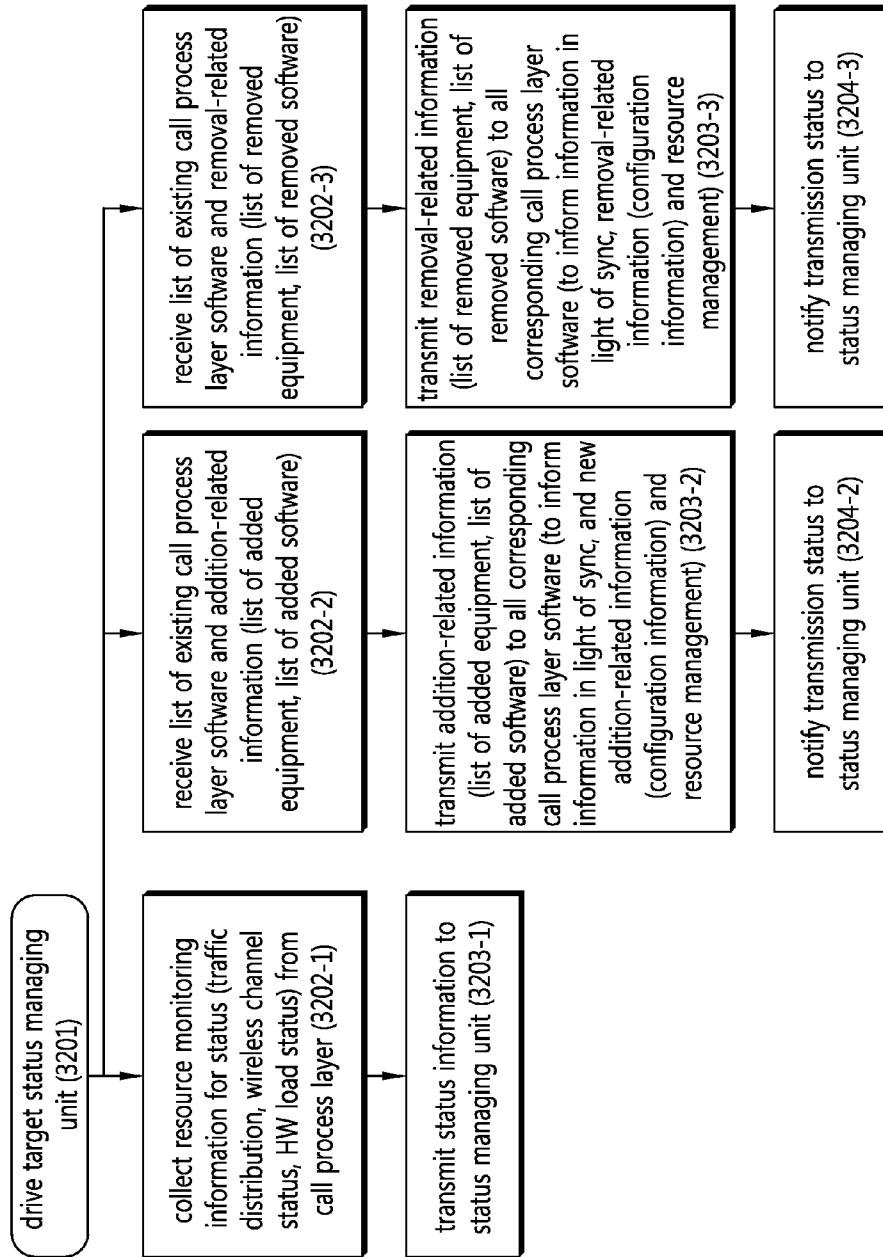 drive target status managing
unit (3201)
collect resource monitoring
information for status (traffic
distribution, wireless channel
status, HW load status) from
call process layer (3202-1)
transmit status information to
status managing unit (3203-1)
receive list of existing call process
layer software and addition-related
information (list of added
equipment, list of added software)
(3202-2)
transmit addition-related information
(list of added equipment, list of
added software) to all corresponding
call process layer software (to inform
information in light of sync, and new
addition-related information
(configuration information) and
resource management) (3203-2)
notify transmission status to
status managing unit (3204-2)
receive list of existing call process
layer software and removal-related
information (list of removed
equipment, list of removed software)
(3202-3)
transmit removal-related information
(list of removed equipment, list of
removed software) to all
corresponding call process layer
software (to inform information in
light of sync, removal-related
information (configuration
information) and resource
management) (3203-3)
notify transmission status to
status managing unit (3204-3)